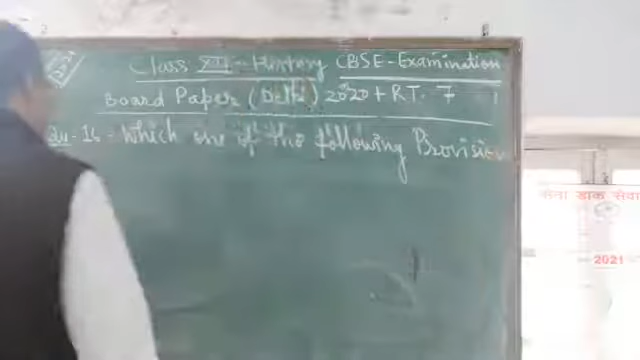 Class XII - History CBSE - Examination
Board Paper (Delhi) 2020 + RT. 7
Qu - 16 - Which one of the following Provision
सेना डाक सेवा
2021